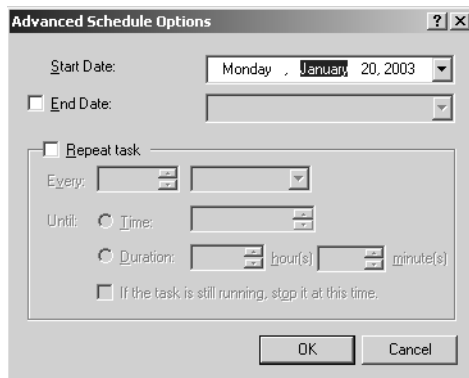 Advanced Schedule Options
Start Date: Monday , January 20, 2003
End Date:
Repeat task
Every:
Until: Time:
Duration: hour(s) minute(s)
If the task is still running, stop it at this time.
OK Cancel